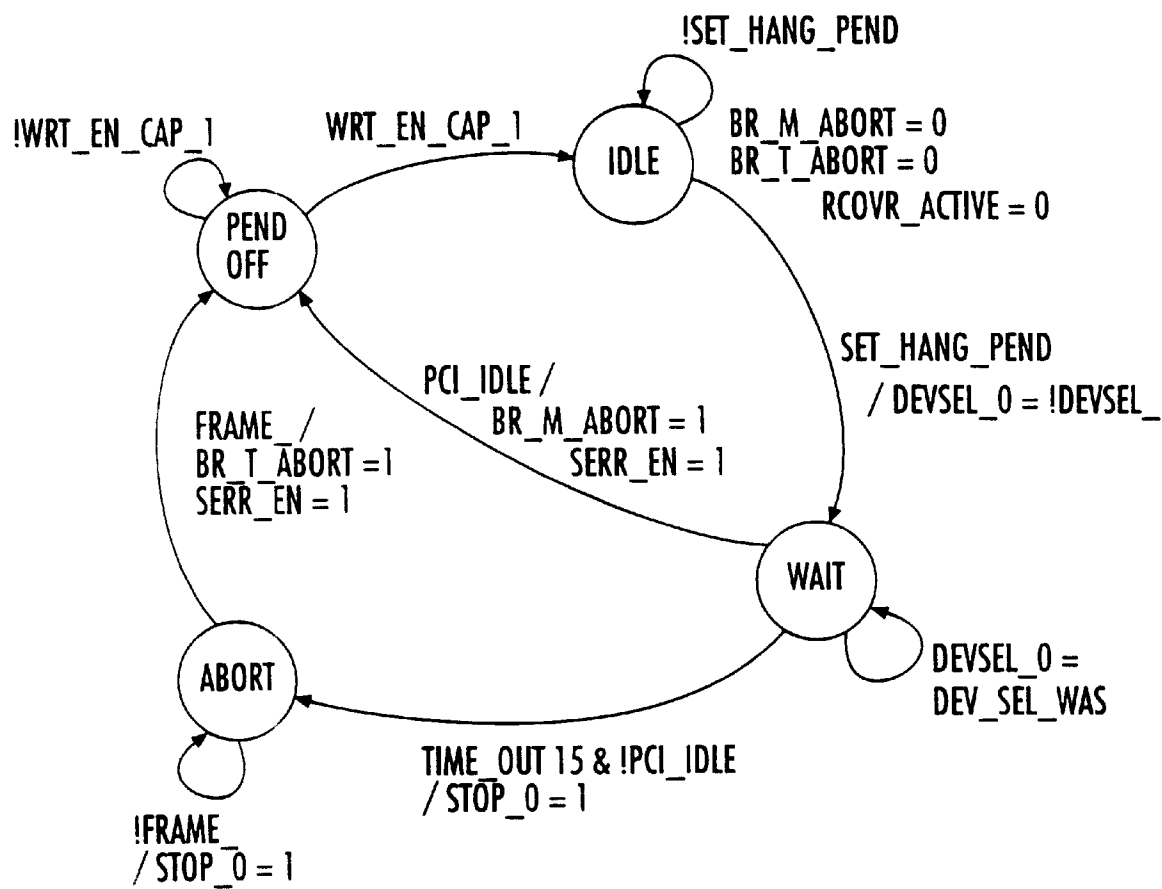 !SET_HANG_PEND
!WRT_EN_CAP_1
WRT_EN_CAP_1
IDLE
BR_M_ABORT = 0
BR_T_ABORT = 0
RCOVR_ACTIVE = 0
PEND
OFF
SET_HANG_PEND
/ DEVSEL_0 = !DEVSEL_
PCI_IDLE /
BR_M_ABORT = 1
SERR_EN = 1
FRAME_ /
BR_T_ABORT =1
SERR_EN = 1
WAIT
ABORT
DEVSEL_0 =
DEV_SEL_WAS
TIME_OUT 15 & !PCI_IDLE
/ STOP_0 = 1
!FRAME_
/ STOP_0 = 1